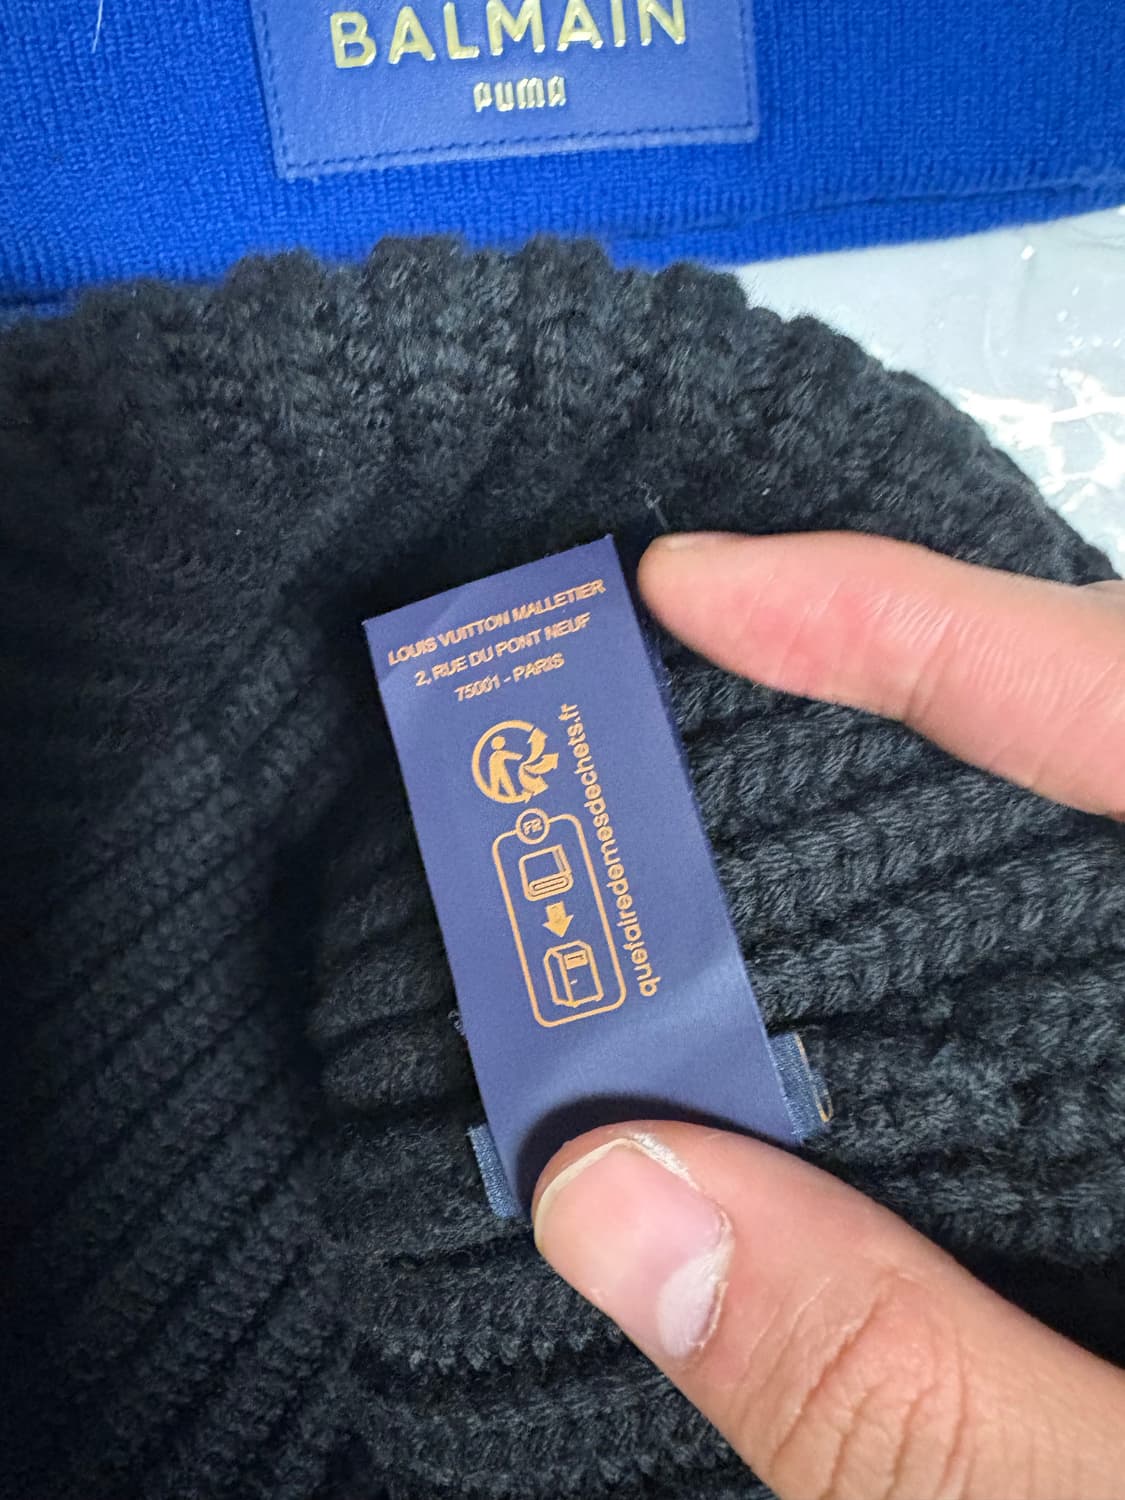 BALMAIN
PUMA
LOUIS VUITTON MALLETIER
2, RUE DU PONT NEUF
75001 - PARIS
FR
quefairedemesdechets.fr